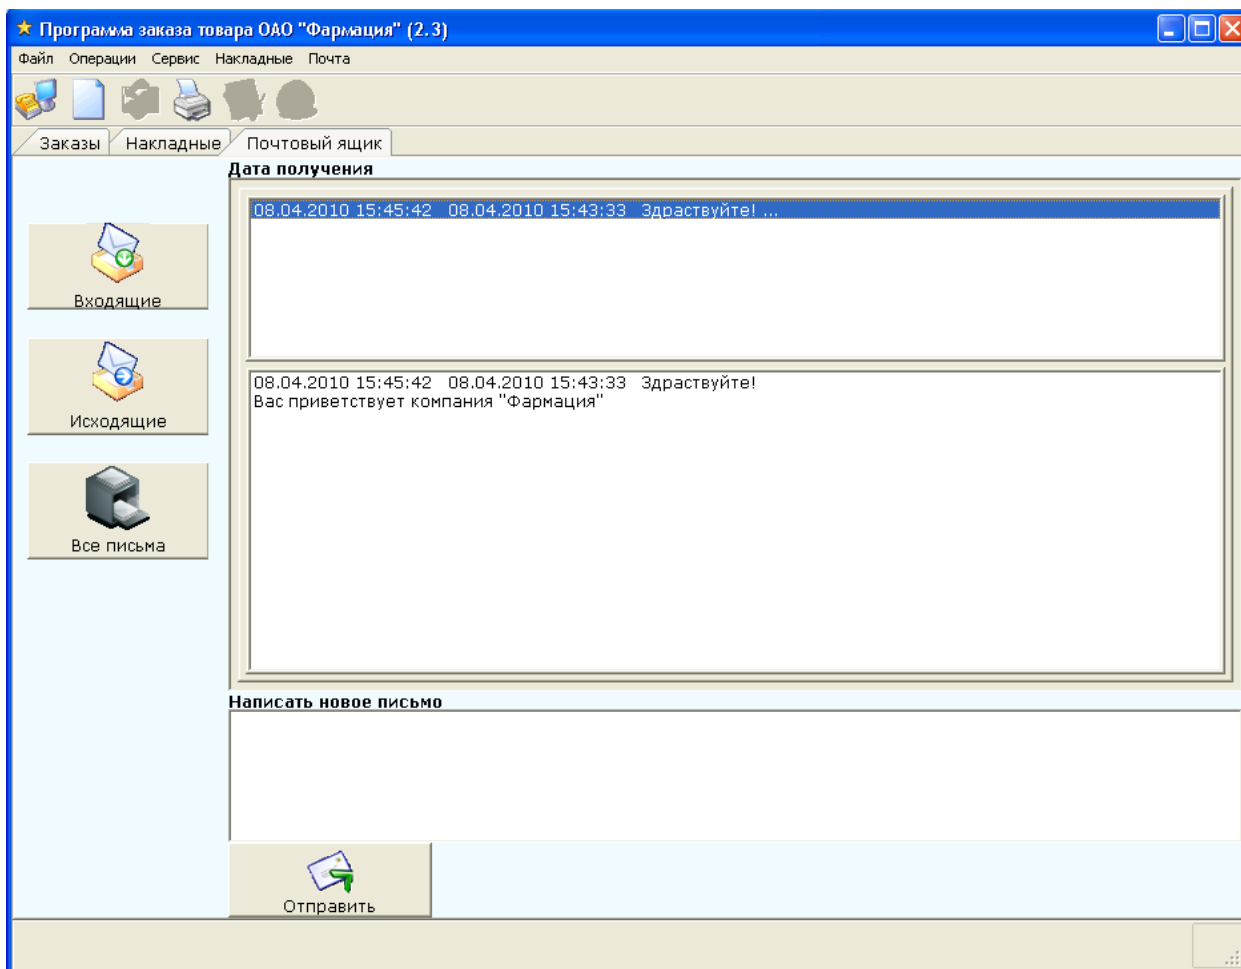 Программа заказа товара ОАО "Фармация" (2.3)
Файл Операции Сервис Накладные Почта
Заказы Накладные Почтовый ящик
Дата получения
08.04.2010 15:45:42 08.04.2010 15:43:33 Здраствуйте! ...
Входящие
08.04.2010 15:45:42 08.04.2010 15:43:33 Здраствуйте!
Вас приветствует компания "Фармация"
Исходящие
Все письма
Написать новое письмо
Отправить